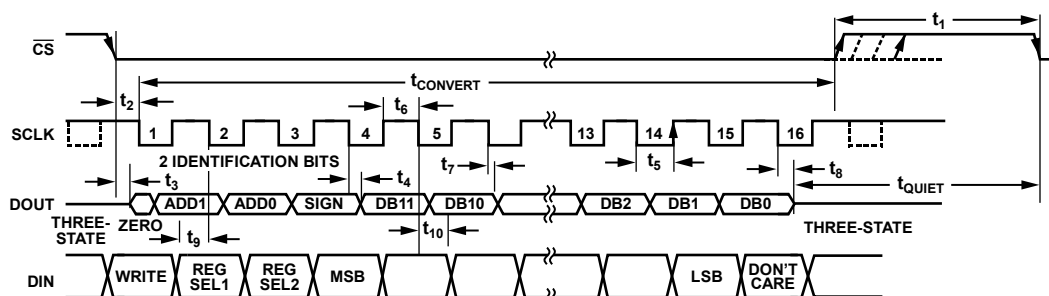 t1
CS
tCONVERT
t2
t6
SCLK
1 2 3 4 5 13 14 15 16
2 IDENTIFICATION BITS
t3 t4 t7 t5 t8
tQUIET
DOUT
ADD1 ADD0 SIGN DB11 DB10 DB2 DB1 DB0
THREE-
STATE
ZERO
THREE-STATE
t9 t10
DIN
WRITE
REG
SEL1
REG
SEL2
MSB
LSB
DON'T
CARE